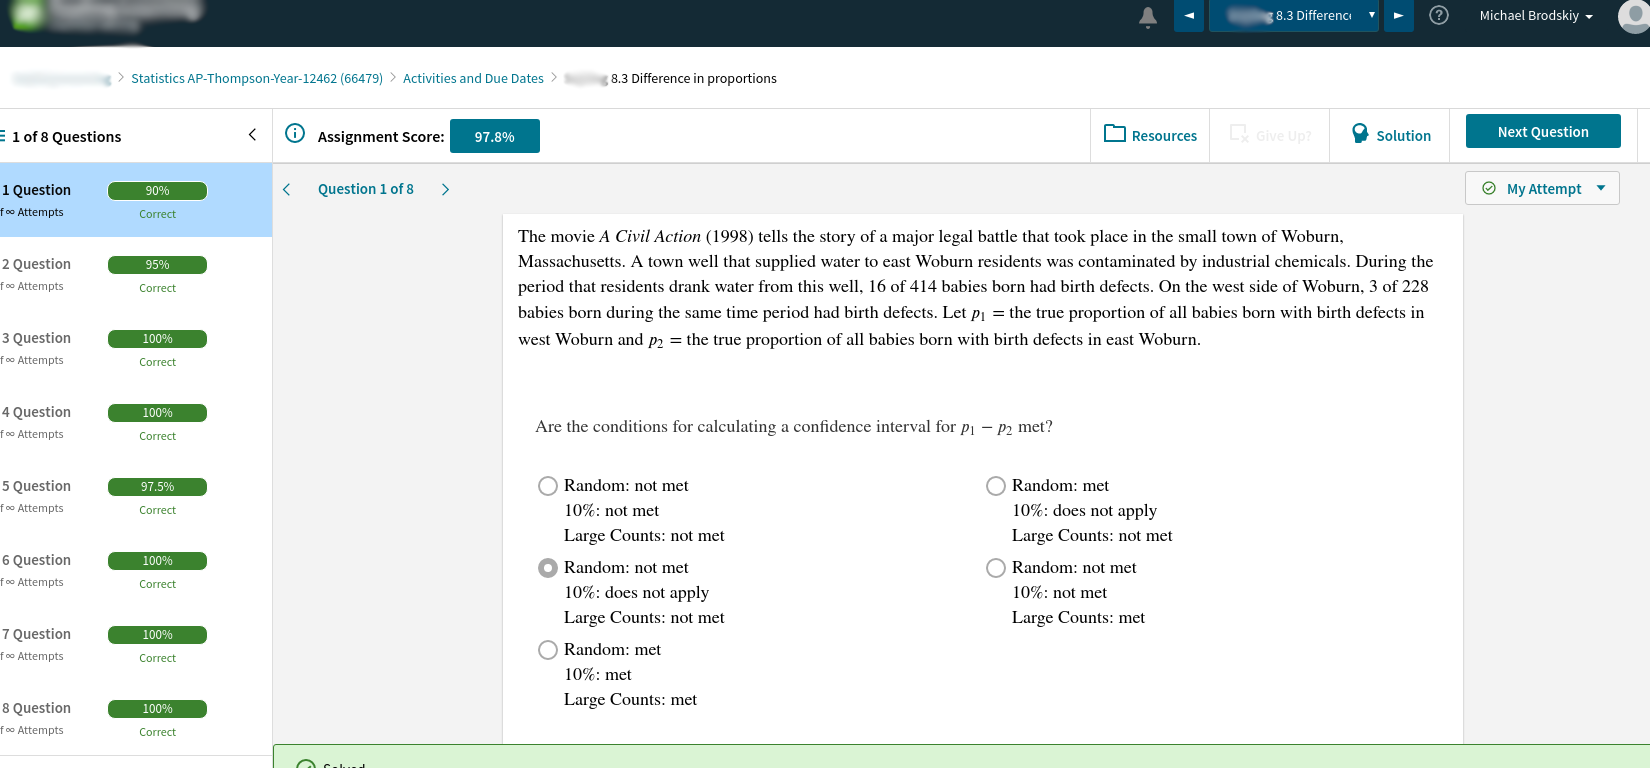 8.3 Difference
Michael Brodskiy
Statistics AP-Thompson-Year-12462 (66479)
Activities and Due Dates
8.3 Difference in proportions
1 of 8 Questions
Assignment Score: 97.8%
Resources
Give Up?
Solution
Next Question
1 Question 90%
f ∞ Attempts Correct
2 Question 95%
f ∞ Attempts Correct
3 Question 100%
f ∞ Attempts Correct
4 Question 100%
f ∞ Attempts Correct
5 Question 97.5%
f ∞ Attempts Correct
6 Question 100%
f ∞ Attempts Correct
7 Question 100%
f ∞ Attempts Correct
8 Question 100%
f ∞ Attempts Correct
Question 1 of 8
My Attempt
The movie A Civil Action (1998) tells the story of a major legal battle that took place in the small town of Woburn,
Massachusetts. A town well that supplied water to east Woburn residents was contaminated by industrial chemicals. During the
period that residents drank water from this well, 16 of 414 babies born had birth defects. On the west side of Woburn, 3 of 228
babies born during the same time period had birth defects. Let p₁ = the true proportion of all babies born with birth defects in
west Woburn and p₂ = the true proportion of all babies born with birth defects in east Woburn.
Are the conditions for calculating a confidence interval for p₁ − p₂ met?
Random: not met
10%: not met
Large Counts: not met
Random: met
10%: does not apply
Large Counts: not met
Random: not met
10%: does not apply
Large Counts: not met
Random: not met
10%: not met
Large Counts: met
Random: met
10%: met
Large Counts: met
Solved